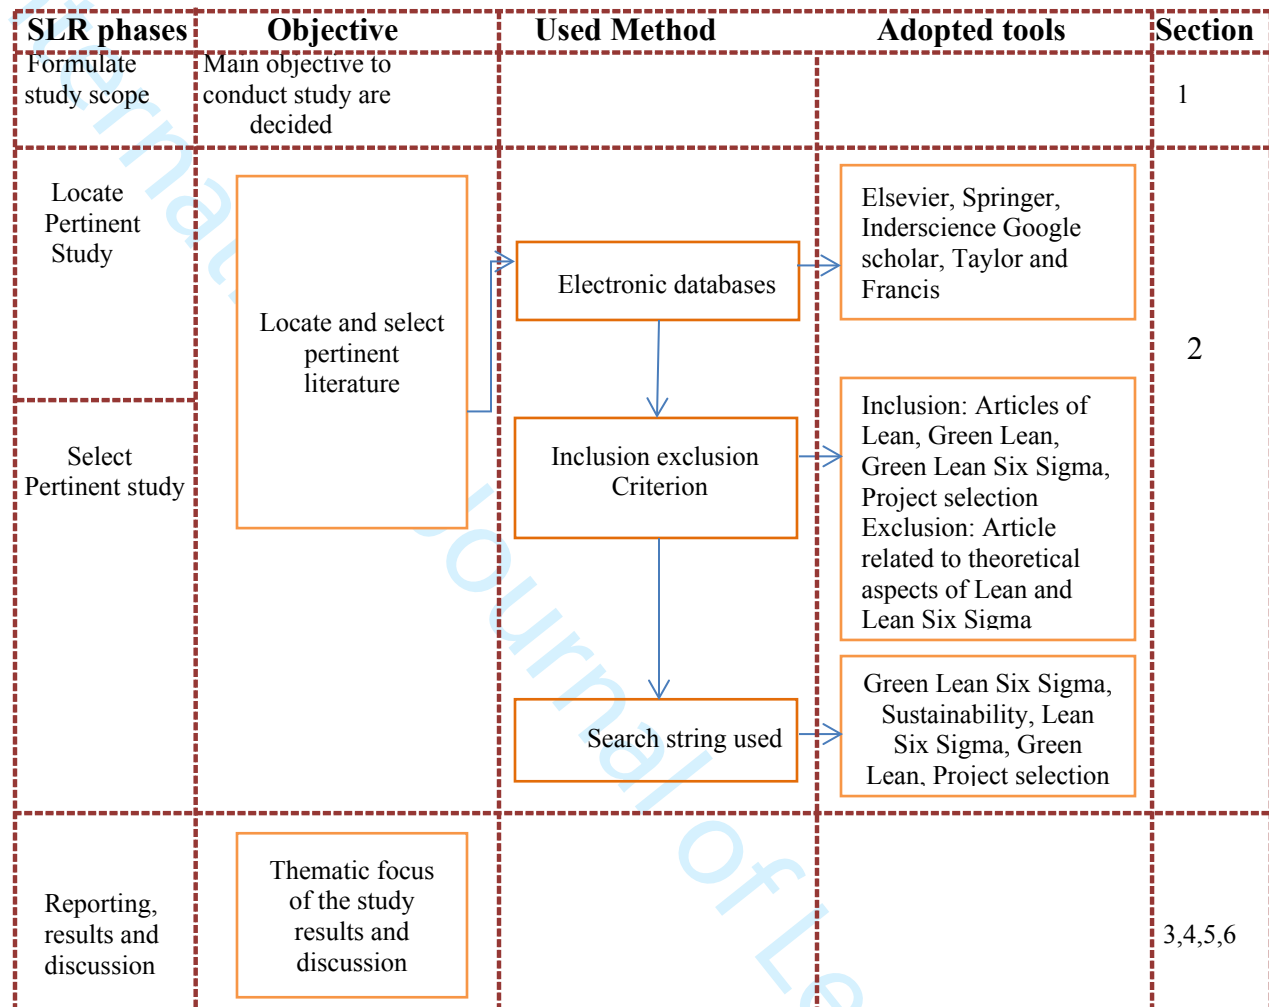 SLR phases Objective Used Method Adopted tools Section
Formulate
study scope
Main objective to
conduct study are
decided
1
Locate
Pertinent
Study
Select
Pertinent study
Locate and select
pertinent
literature
Electronic databases
Elsevier, Springer,
Inderscience Google
scholar, Taylor and
Francis
2
Inclusion exclusion
Criterion
Inclusion: Articles of
Lean, Green Lean,
Green Lean Six Sigma,
Project selection
Exclusion: Article
related to theoretical
aspects of Lean and
Lean Six Sigma
Search string used
Green Lean Six Sigma,
Sustainability, Lean
Six Sigma, Green
Lean, Project selection
Reporting,
results and
discussion
Thematic focus
of the study
results and
discussion
3,4,5,6
Journal of Le